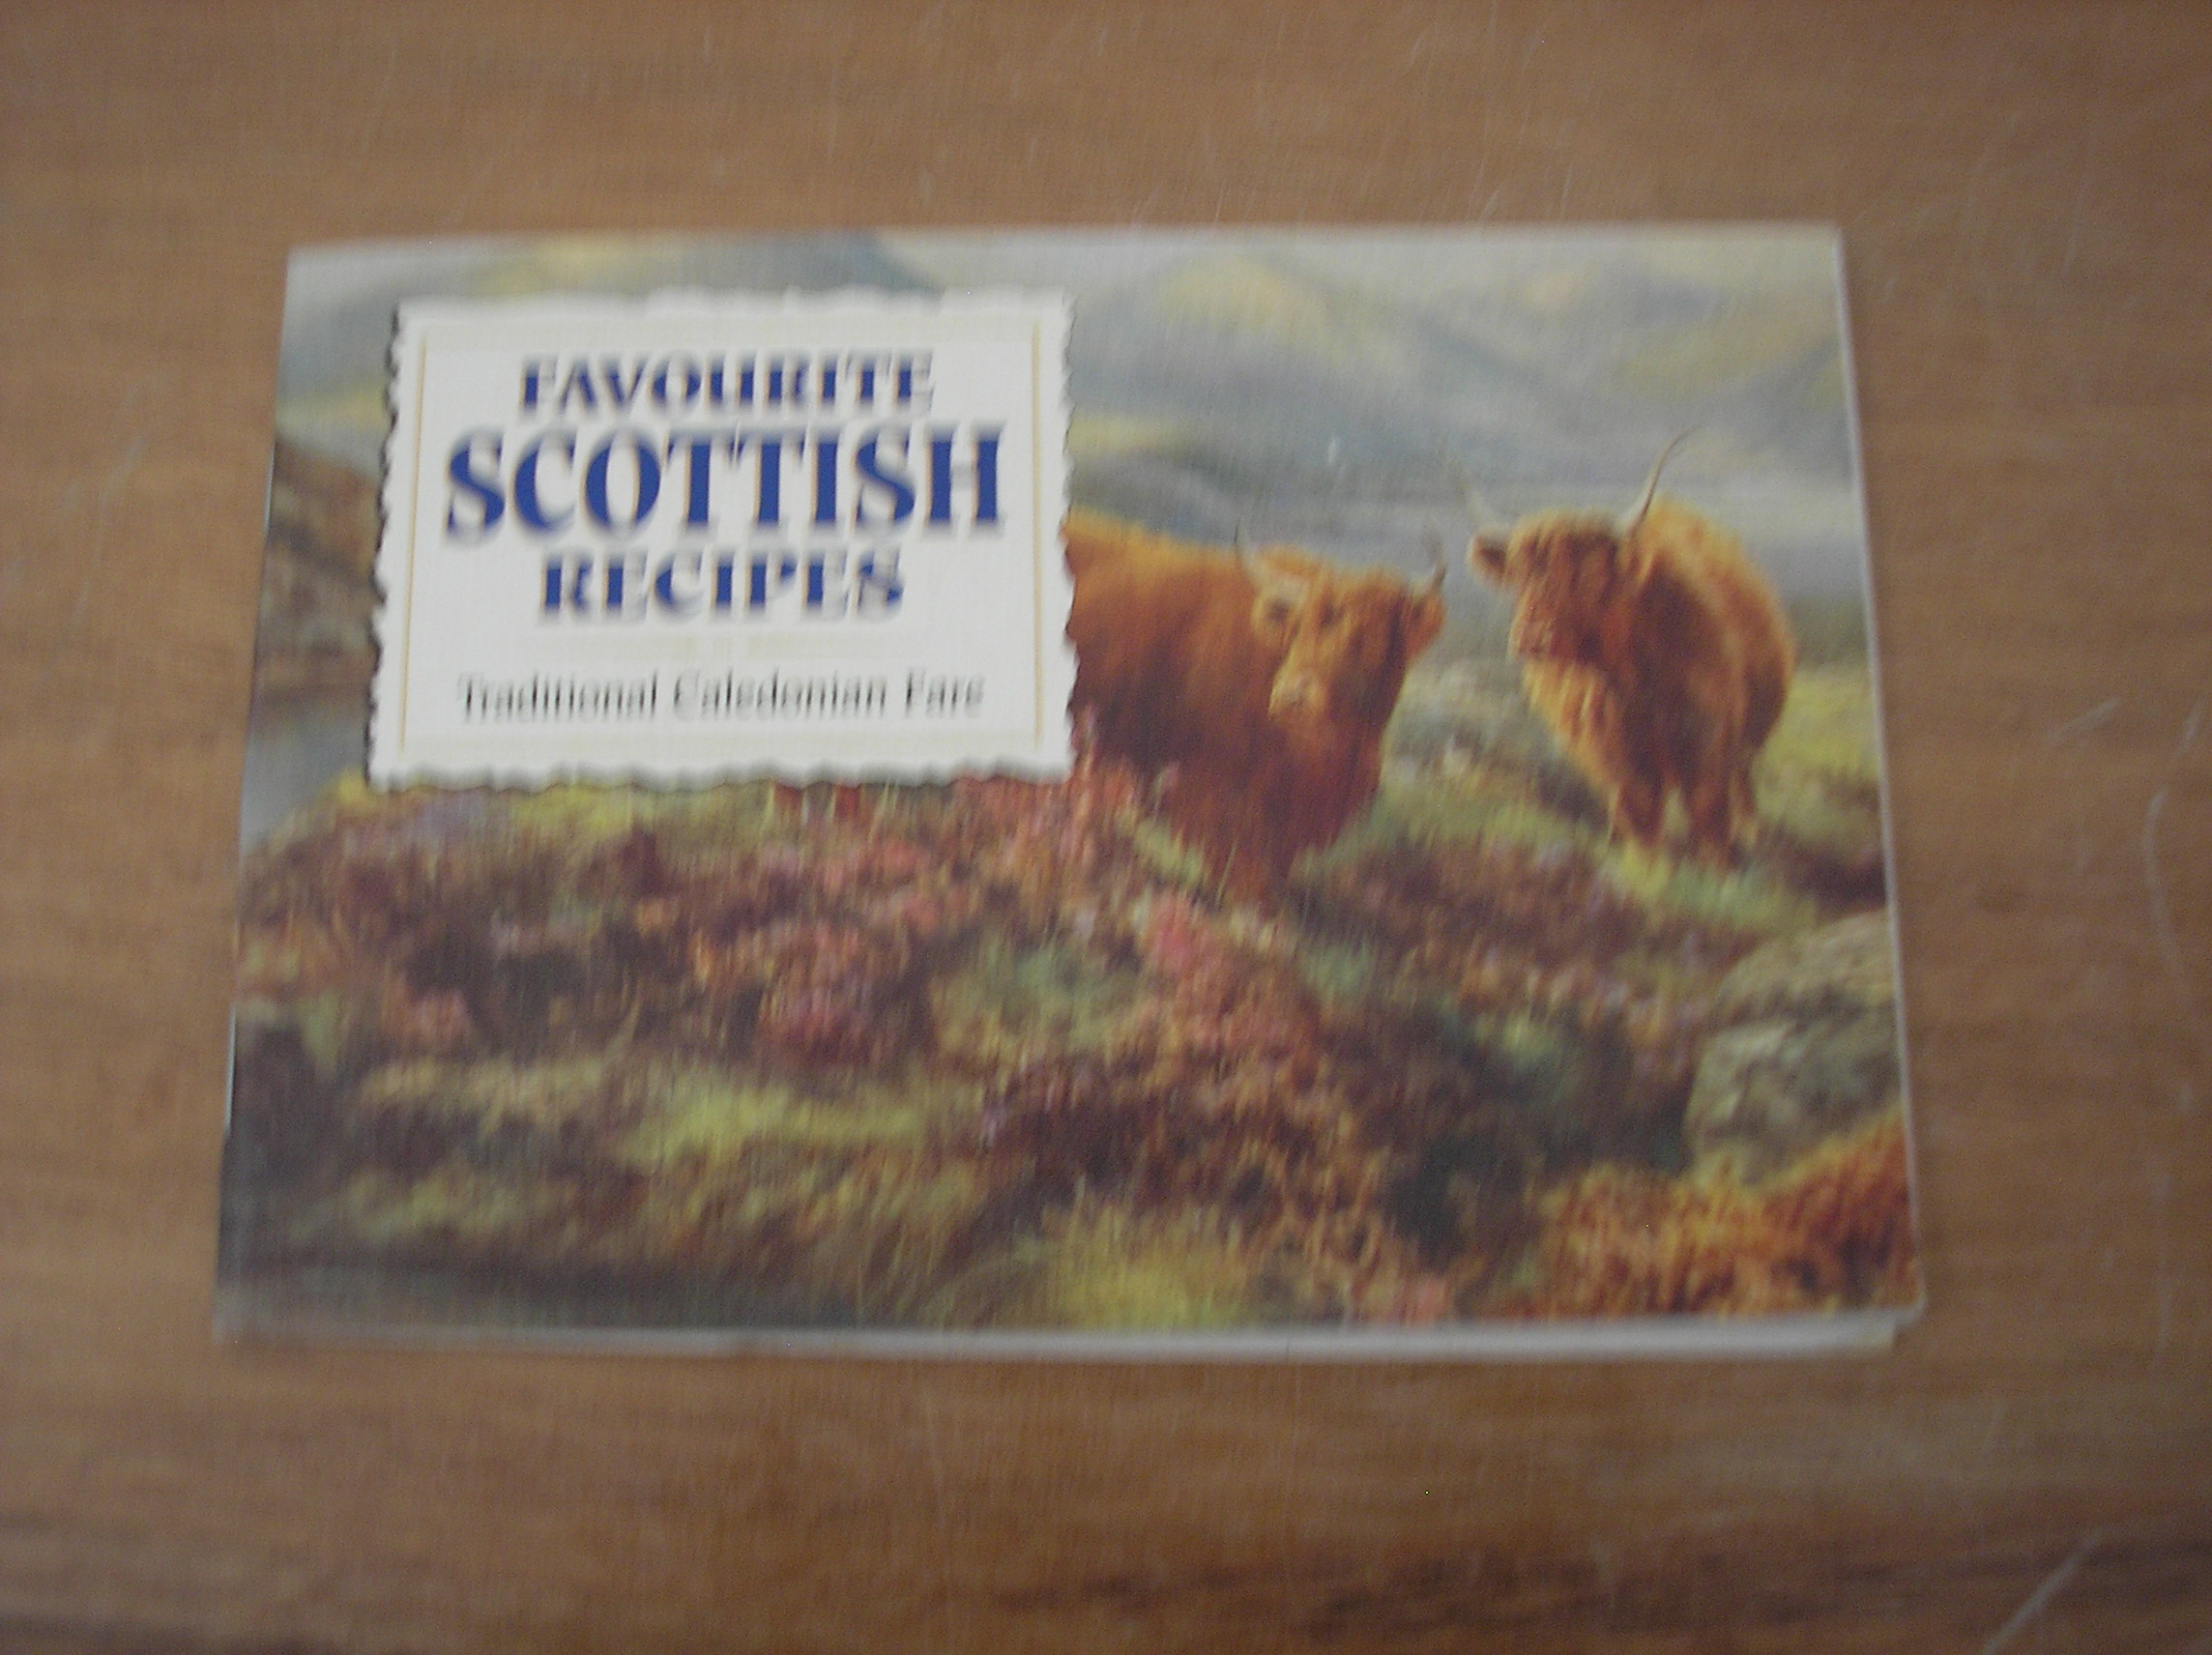 FAVOURITE
SCOTTISH
RECIPES
Traditional Caledonian Fare